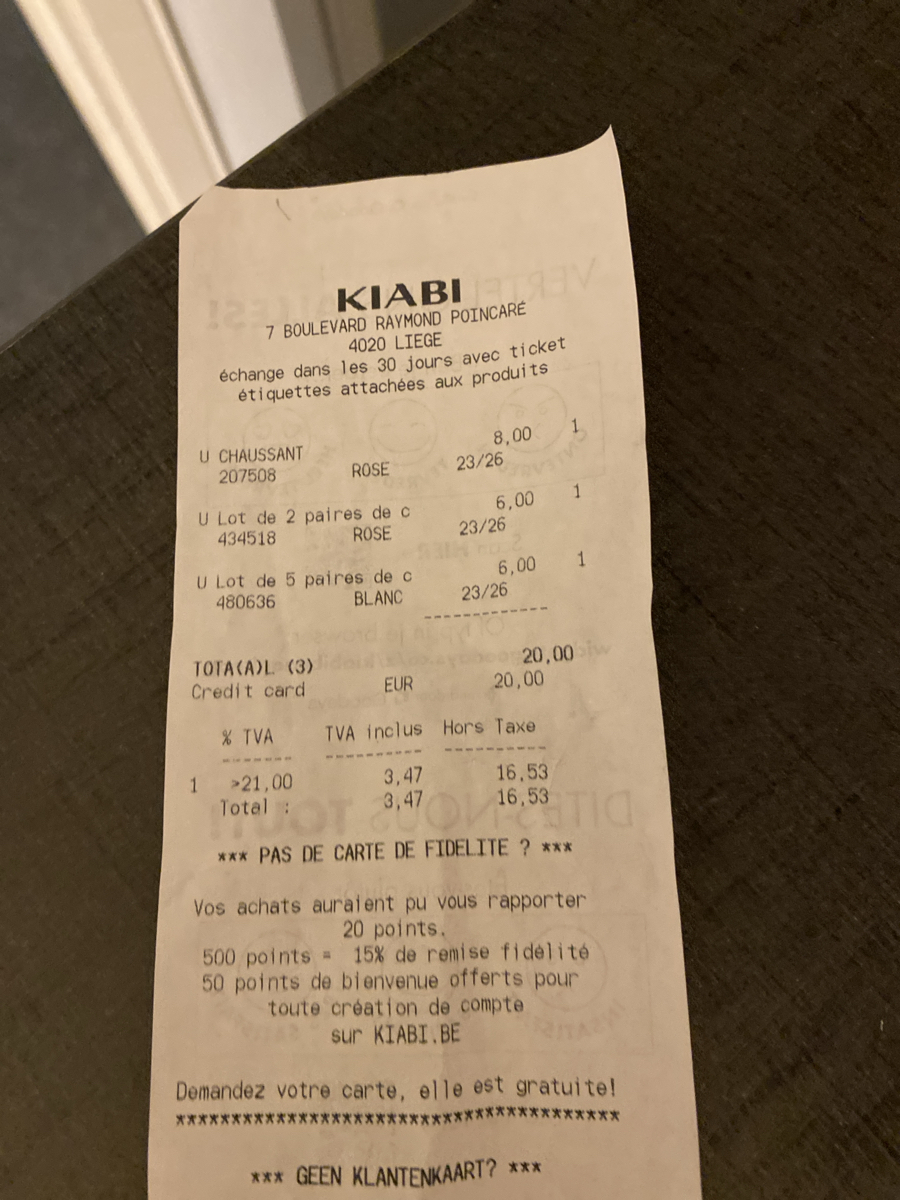 KIABI
7 BOULEVARD RAYMOND POINCARÉ
4020 LIEGE
échange dans les 30 jours avec ticket
étiquettes attachées aux produits
U CHAUSSANT 8,00 1
207508 ROSE 23/26
U Lot de 2 paires de c 6,00 1
434518 ROSE 23/26
U Lot de 5 paires de c 6,00 1
480636 BLANC 23/26
--------------
TOTA(A)L (3) 20,00
Credit card EUR 20,00
% TVA TVA inclus Hors Taxe
------- ---------- ----------
1 >21,00 3,47 16,53
Total : 3,47 16,53
*** PAS DE CARTE DE FIDELITE ? ***
Vos achats auraient pu vous rapporter
20 points.
500 points = 15% de remise fidélité
50 points de bienvenue offerts pour
toute création de compte
sur KIABI.BE
Demandez votre carte, elle est gratuite!
****************************************
*** GEEN KLANTENKAART? ***